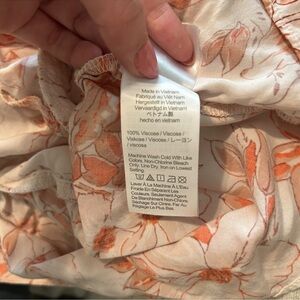 Made in Vietnam
Fabriqué au Viêt Nam
Hergestellt in Vietnam
Vervaardigd in Vietnam
ベトナム製
hecho en vietnam
100% Viscose / Viscose /
Viskose / Viscose / レーヨン
/ viscosa
Machine Wash Cold With Like
Colors, Non-Chlorine Bleach
Only, Line Dry, Iron on Lowest
Setting
Laver À La Machine À L'Eau
Froide En Séparant Les
Couleurs, Seulement Agent
De Blanchiment Non-Chloré,
Séchage Sur Cintre, Fer Au
Réglage Le Plus Bas